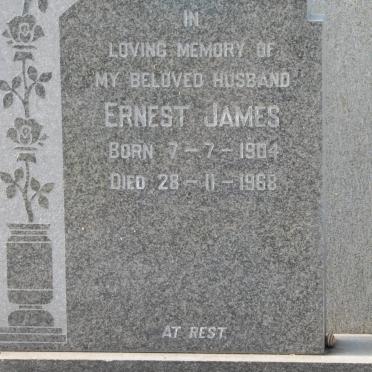 IN
LOVING MEMORY OF
MY BELOVED HUSBAND
ERNEST JAMES
BORN 7-7-1904
DIED 28-11-1968
AT REST.